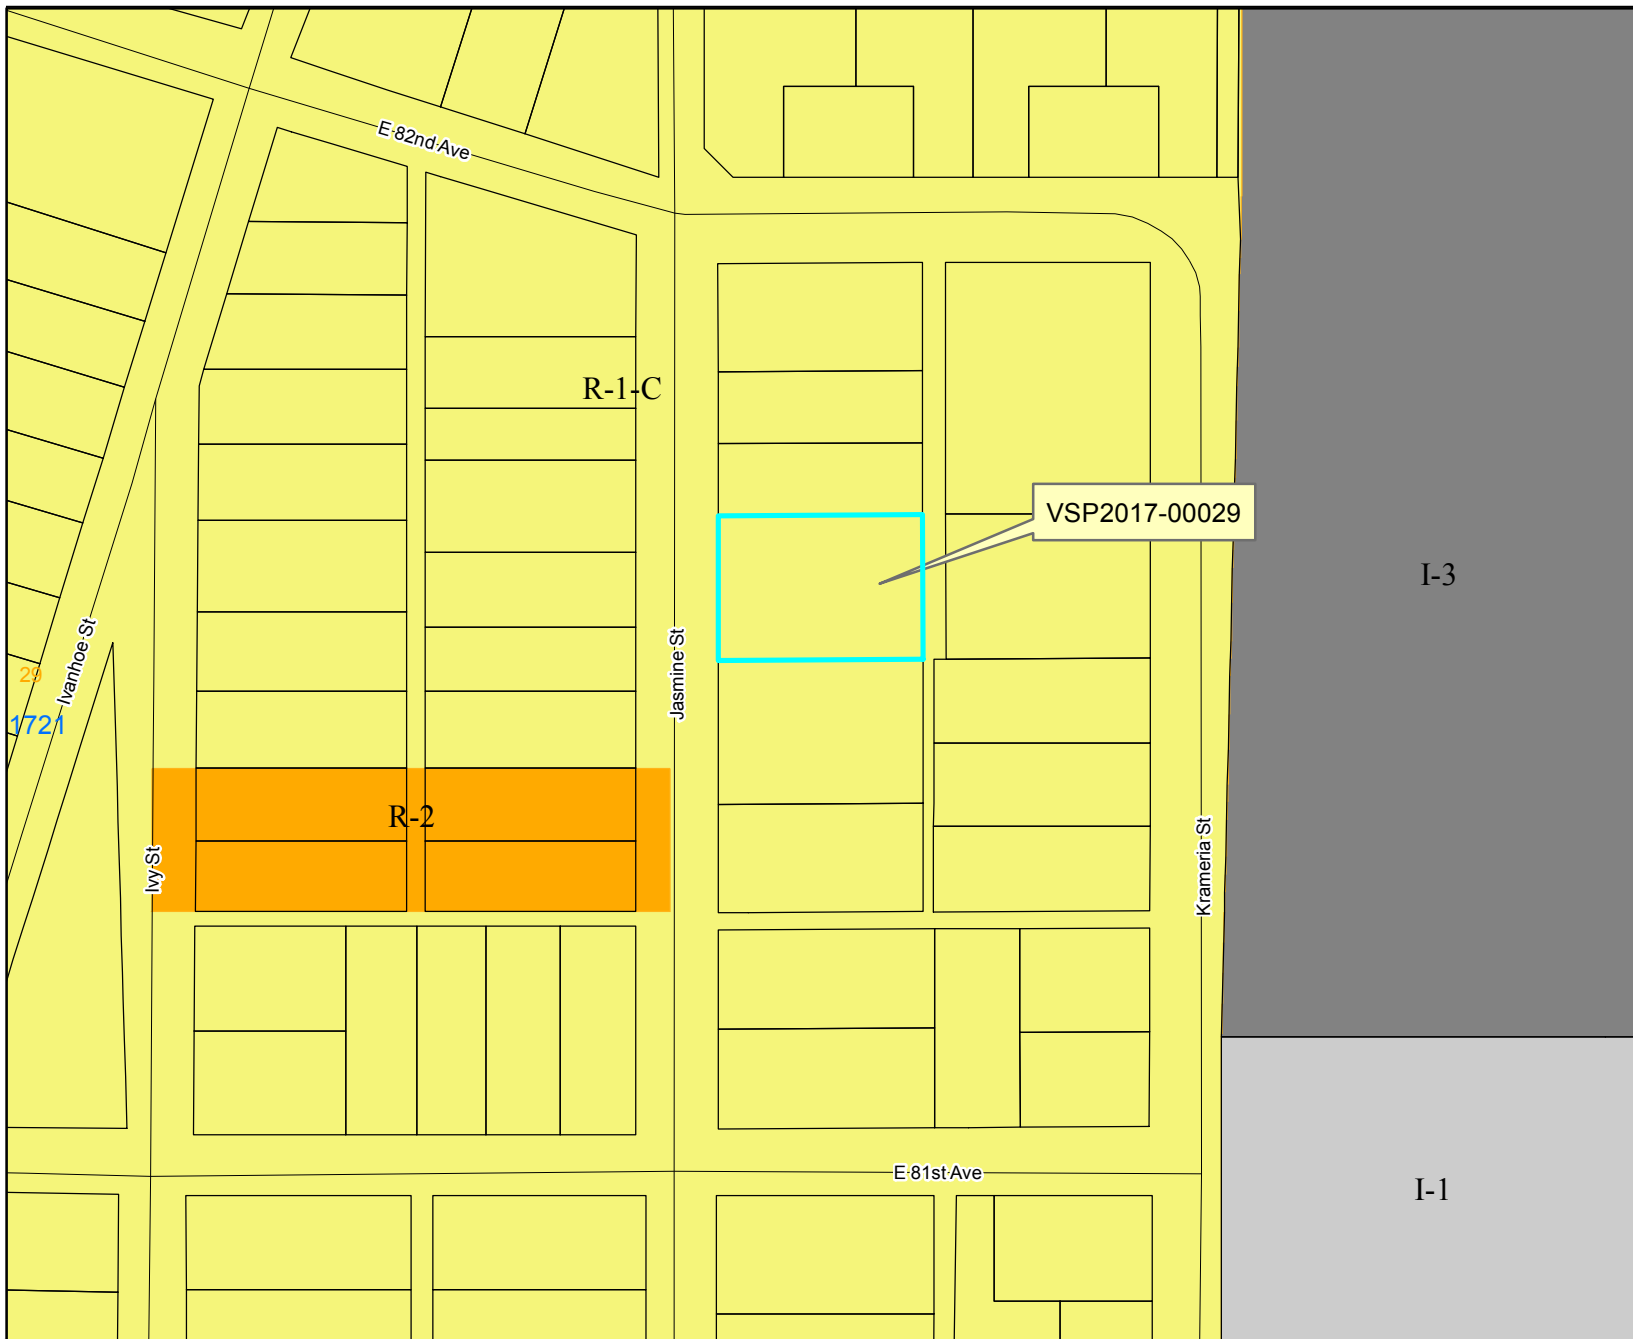 E 82nd Ave
R-1-C
VSP2017-00029
I-3
Ivanhoe St
29
Jasmine St
1721
R-2
Ivy St
Krameria St
E 81st Ave
I-1